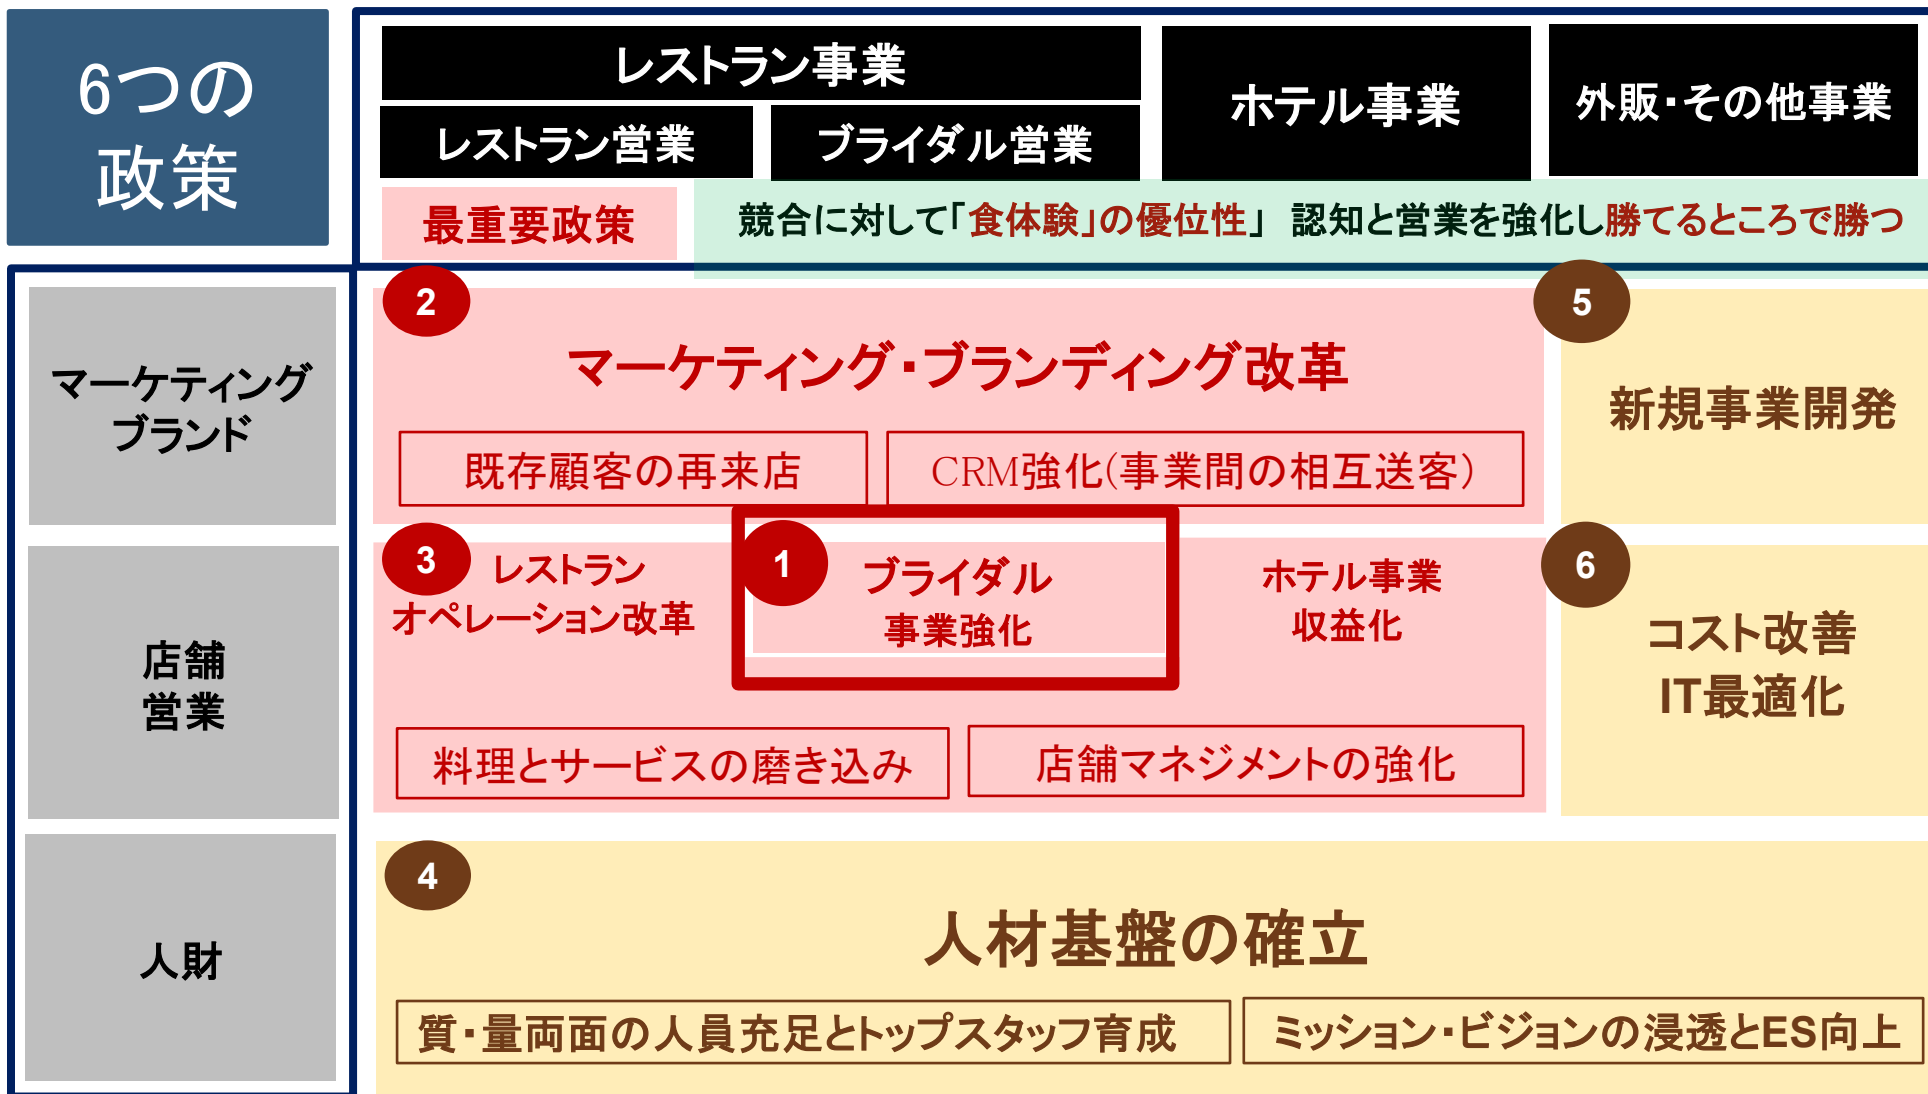 6つの
政策
レストラン事業
レストラン営業
ブライダル営業
ホテル事業
外販・その他事業
最重要政策
競合に対して「食体験」の優位性」 認知と営業を強化し勝てるところで勝つ
マーケティング
ブランド
2
マーケティング・ブランディング改革
既存顧客の再来店
CRM強化(事業間の相互送客)
5
新規事業開発
店舗
営業
3
レストラン
オペレーション改革
1
ブライダル
事業強化
ホテル事業
収益化
料理とサービスの磨き込み
店舗マネジメントの強化
6
コスト改善
IT最適化
人財
4
人材基盤の確立
質・量両面の人員充足とトップスタッフ育成
ミッション・ビジョンの浸透とES向上